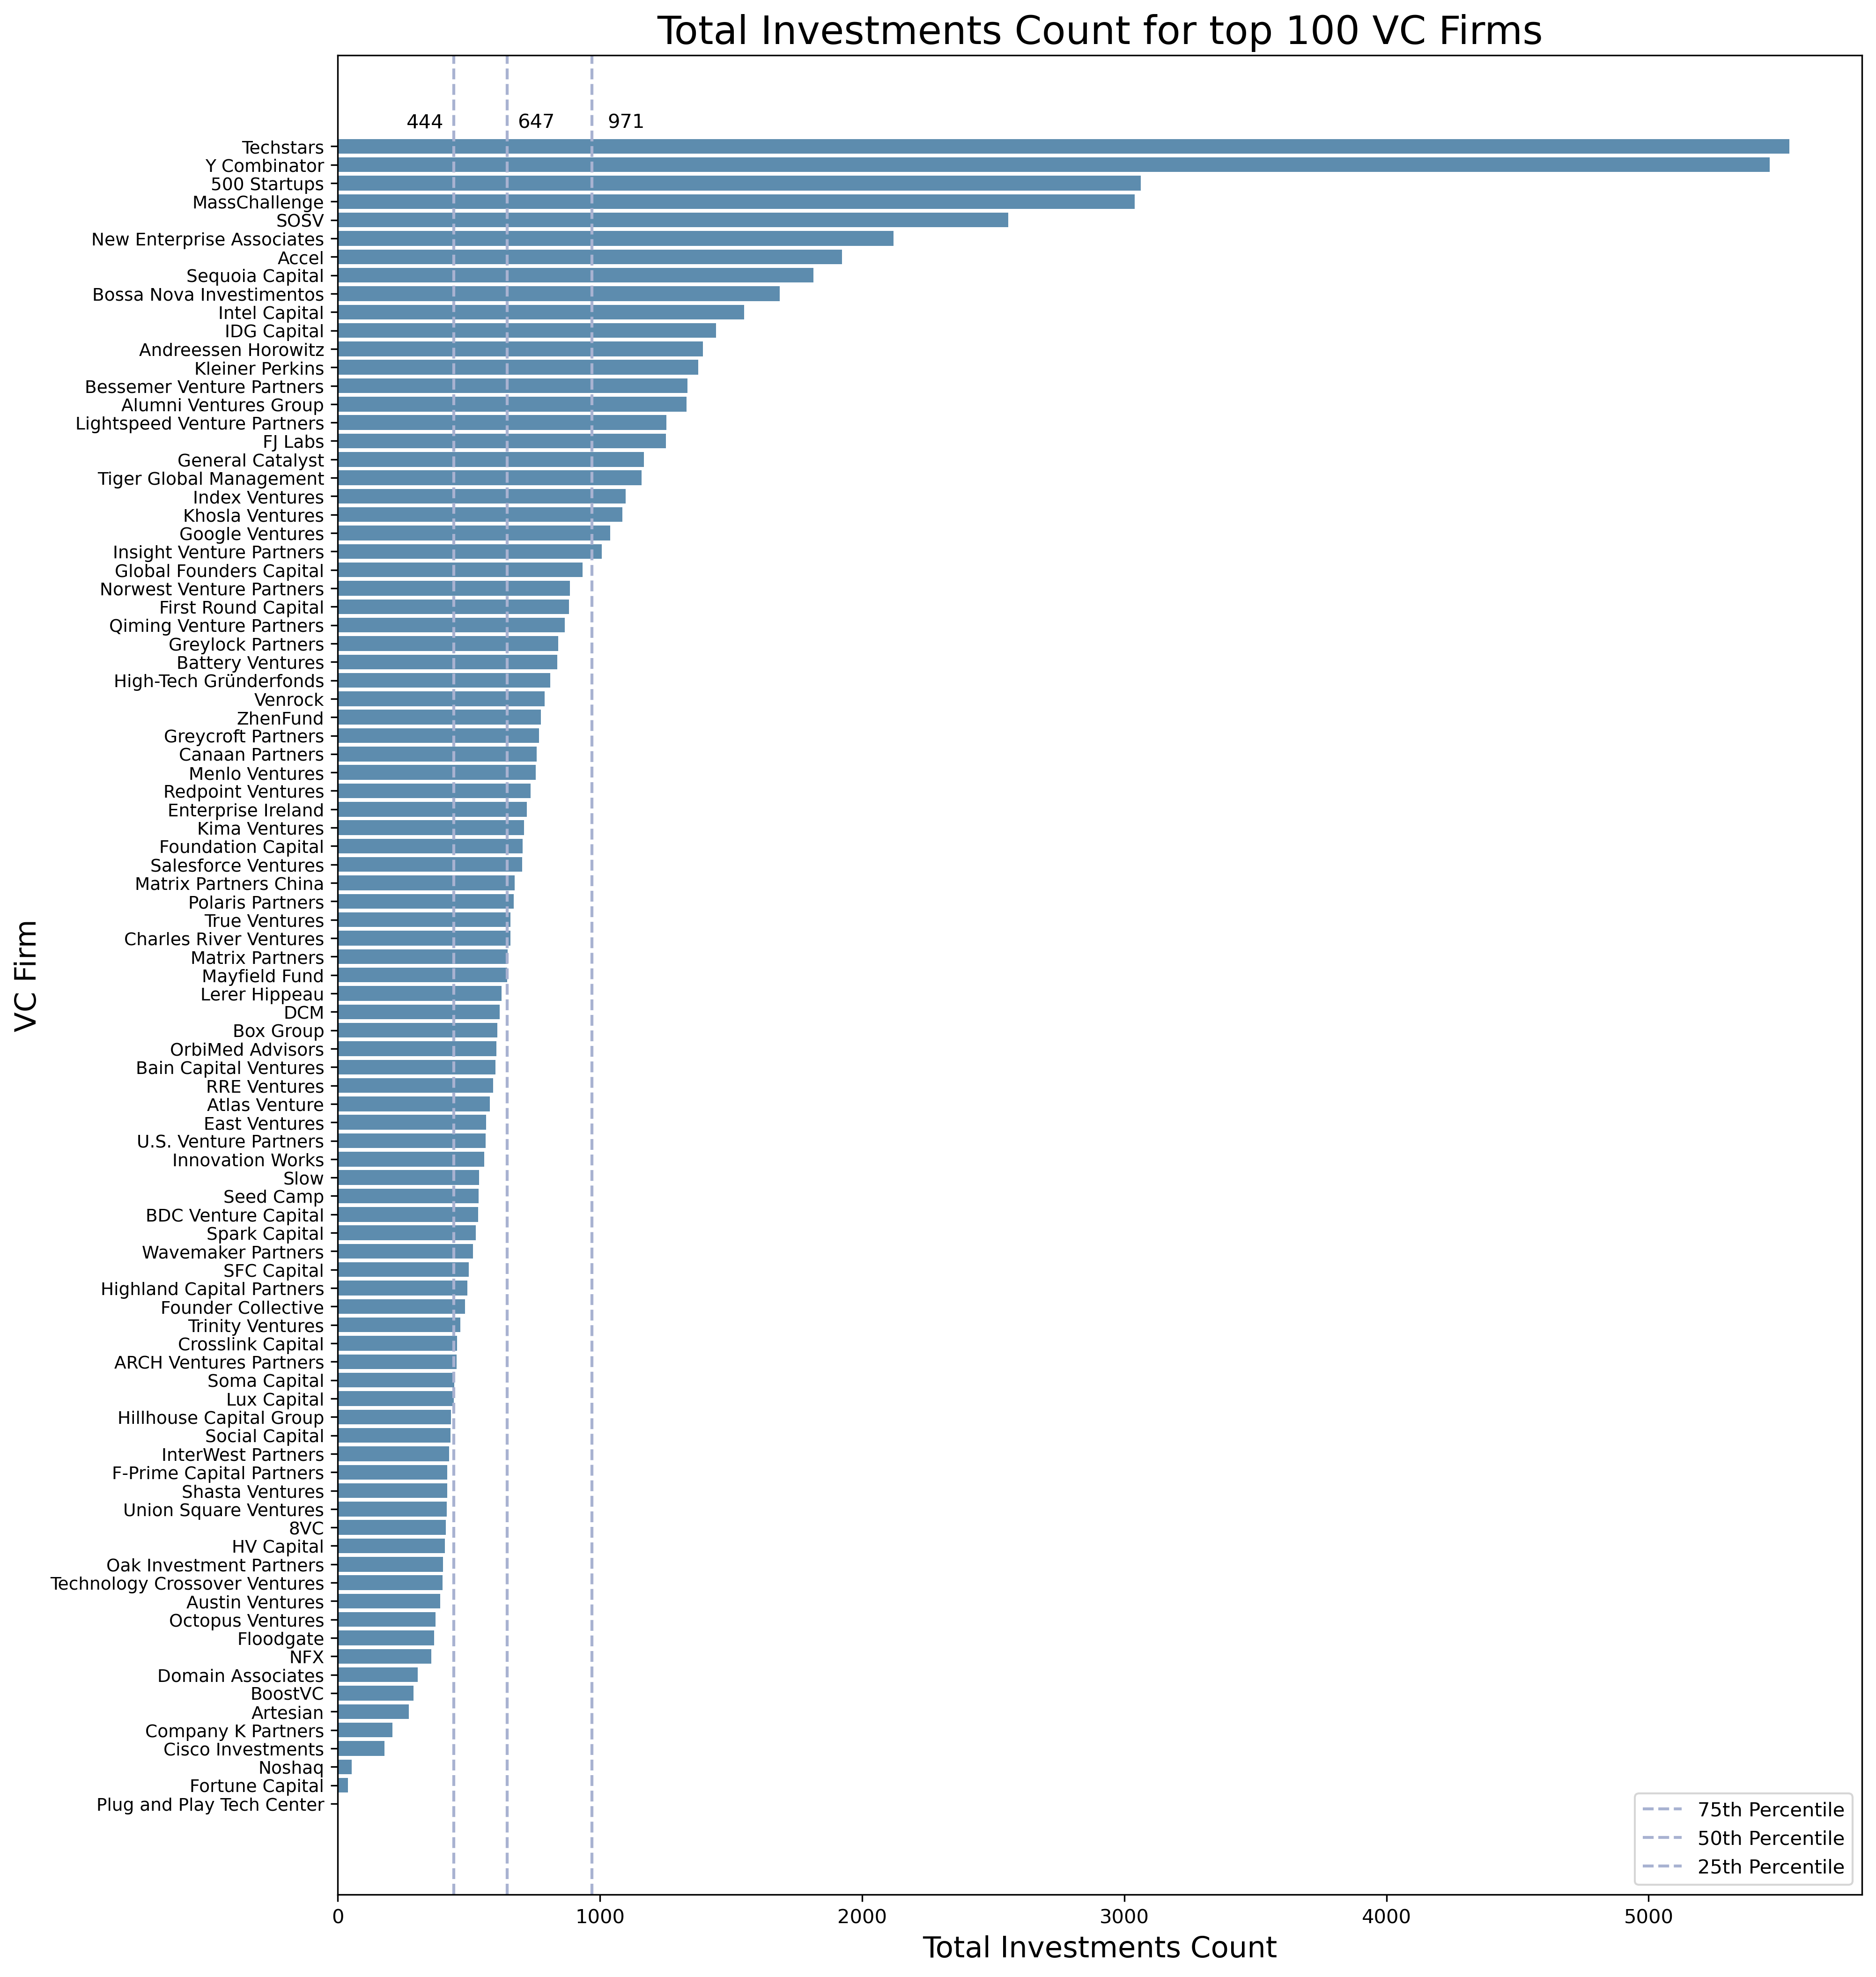 Total Investments Count for top 100 VC Firms
444 647 971
Techstars
Y Combinator
500 Startups
MassChallenge
SOSV
New Enterprise Associates
Accel
Sequoia Capital
Bossa Nova Investimentos
Intel Capital
IDG Capital
Andreessen Horowitz
Kleiner Perkins
Bessemer Venture Partners
Alumni Ventures Group
Lightspeed Venture Partners
FJ Labs
General Catalyst
Tiger Global Management
Index Ventures
Khosla Ventures
Google Ventures
Insight Venture Partners
Global Founders Capital
Norwest Venture Partners
First Round Capital
Qiming Venture Partners
Greylock Partners
Battery Ventures
High-Tech Gründerfonds
Venrock
ZhenFund
Greycroft Partners
Canaan Partners
Menlo Ventures
Redpoint Ventures
Enterprise Ireland
Kima Ventures
Foundation Capital
Salesforce Ventures
Matrix Partners China
Polaris Partners
True Ventures
Charles River Ventures
Matrix Partners
Mayfield Fund
Lerer Hippeau
DCM
Box Group
OrbiMed Advisors
Bain Capital Ventures
RRE Ventures
Atlas Venture
East Ventures
U.S. Venture Partners
Innovation Works
Slow
Seed Camp
BDC Venture Capital
Spark Capital
Wavemaker Partners
SFC Capital
Highland Capital Partners
Founder Collective
Trinity Ventures
Crosslink Capital
ARCH Ventures Partners
Soma Capital
Lux Capital
Hillhouse Capital Group
Social Capital
InterWest Partners
F-Prime Capital Partners
Shasta Ventures
Union Square Ventures
8VC
HV Capital
Oak Investment Partners
Technology Crossover Ventures
Austin Ventures
Octopus Ventures
Floodgate
NFX
Domain Associates
BoostVC
Artesian
Company K Partners
Cisco Investments
Noshaq
Fortune Capital
Plug and Play Tech Center
VC Firm
75th Percentile
50th Percentile
25th Percentile
0 1000 2000 3000 4000 5000
Total Investments Count